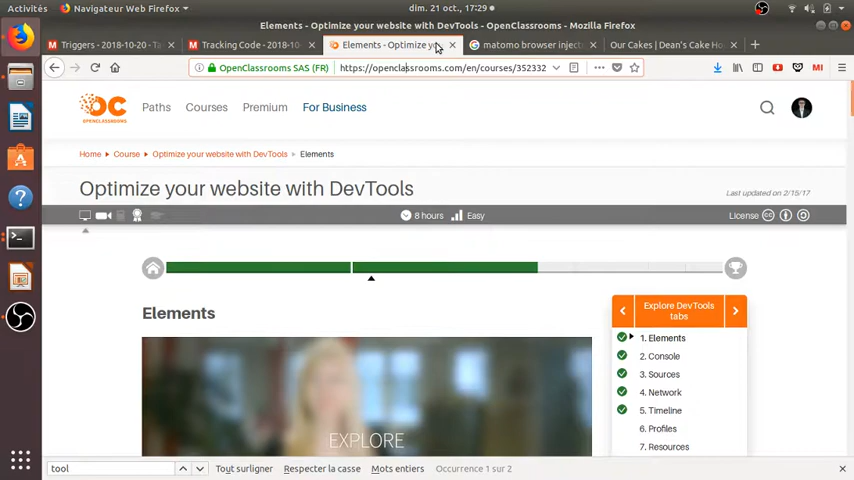 Activités Navigateur Web Firefox dim. 21 oct., 17:29
Elements - Optimize your website with DevTools - OpenClassrooms - Mozilla Firefox
Triggers - 2018-10-20 - Ta Tracking Code - 2018-10- Elements - Optimize yo matomo browser inject Our Cakes | Dean's Cake Ho
OpenClassrooms SAS (FR) https://openclassrooms.com/en/courses/352332
OC Paths Courses Premium For Business
OPENCLASSROOMS
Home Course Optimize your website with DevTools Elements
Optimize your website with DevTools
Last updated on 2/15/17
8 hours Easy License
Explore DevTools
tabs
Elements
1. Elements
2. Console
3. Sources
4. Network
5. Timeline
6. Profiles
7. Resources
EXPLORE
tool Tout surligner Respecter la casse Mots entiers Occurrence 1 sur 2